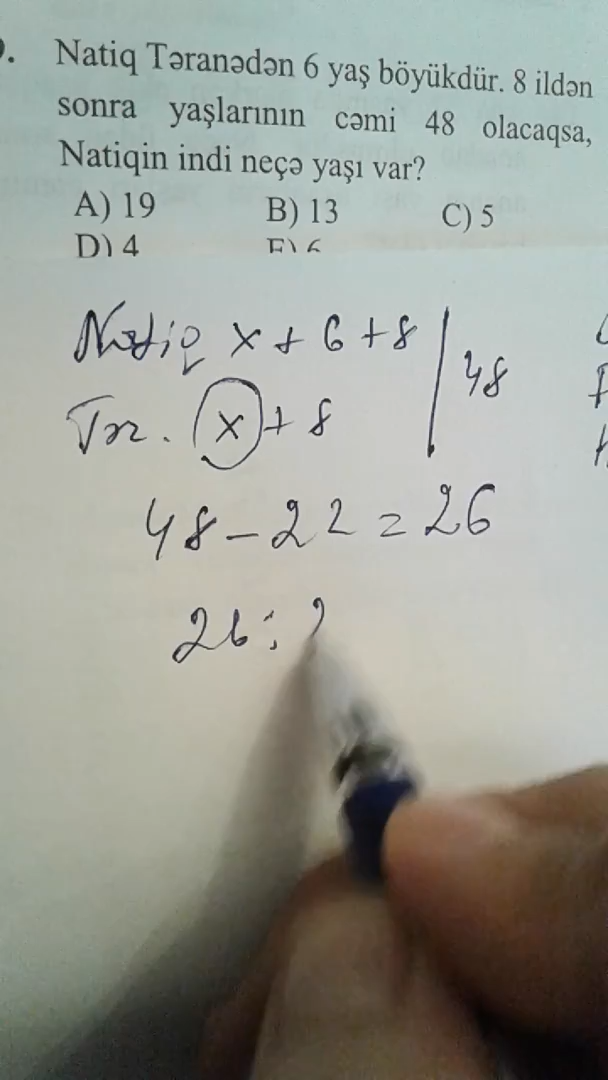 Natiq Təranədən 6 yaş böyükdür. 8 ildən
sonra yaşlarının cəmi 48 olacaqsa,
Natiqin indi neçə yaşı var?
A) 19 B) 13 C) 5
D) 4
Natiq x + 6 + 8 | 48
Tər. x + 8
48 - 22 = 26
26 : 2